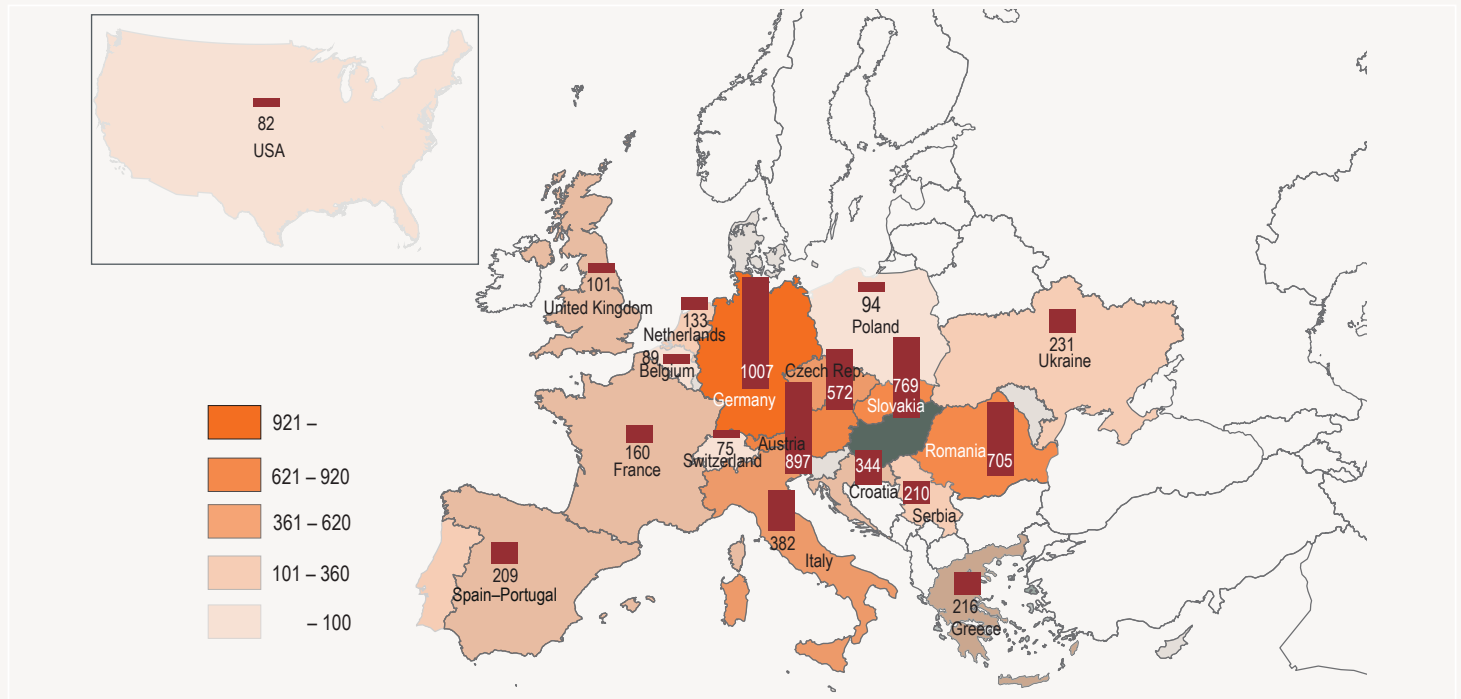 82
USA
101
United Kingdom
133
Netherlands
89
Belgium
1007
Germany
94
Poland
231
Ukraine
Czech Rep.
572
769
Slovakia
921 –
621 – 920
361 – 620
101 – 360
– 100
160
France
75
Switzerland
Austria
897
344
Croatia
210
Serbia
Romania
705
209
Spain–Portugal
382
Italy
216
Greece